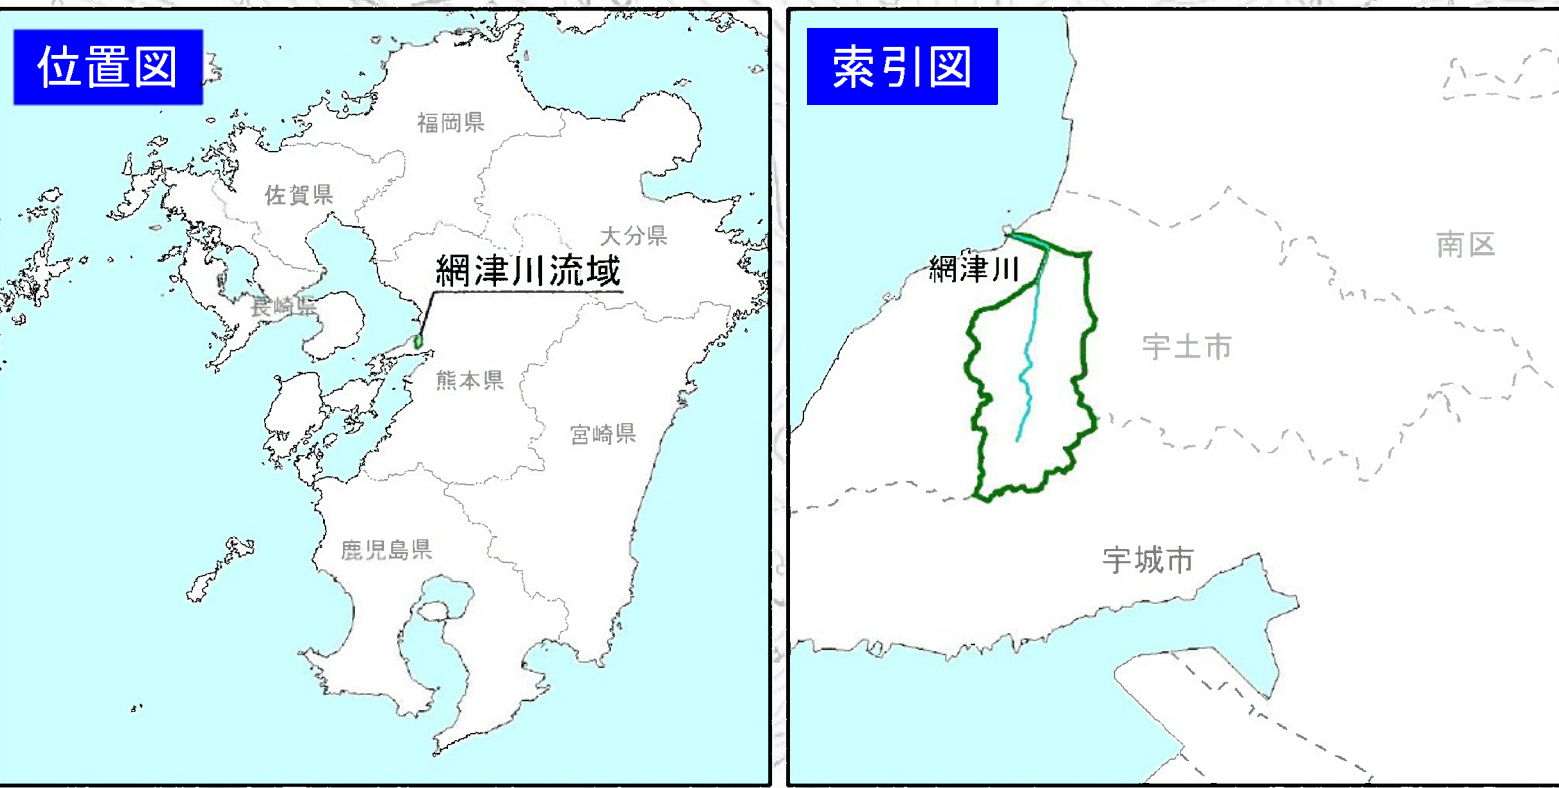 位置図
福岡県
佐賀県
大分県
網津川流域
長崎県
熊本県
宮崎県
鹿児島県
索引図
南区
網津川
宇土市
宇城市